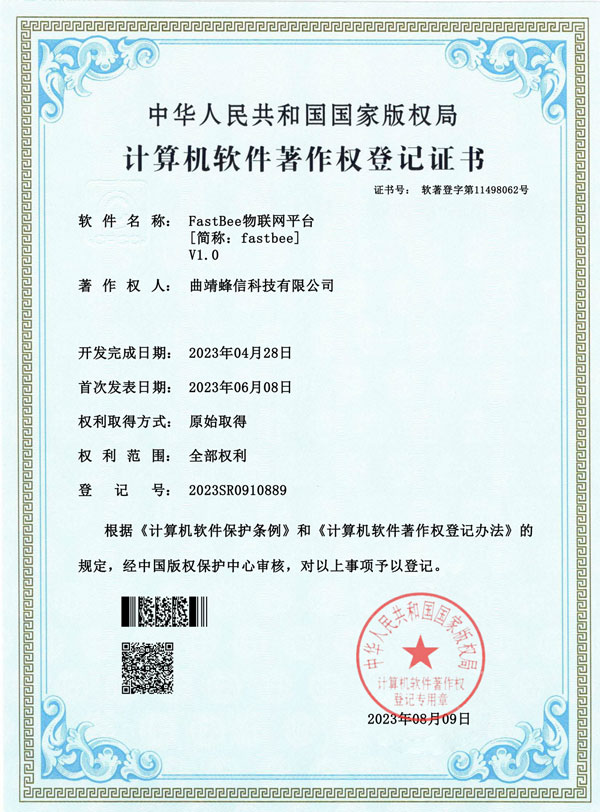 中华人民共和国国家版权局
计算机软件著作权登记证书
证书号： 软著登字第11498062号
软件名称： FastBee物联网平台
[简称：fastbee]
V1.0
著作权人： 曲靖蜂信科技有限公司
开发完成日期： 2023年04月28日
首次发表日期： 2023年06月08日
权利取得方式： 原始取得
权利范围： 全部权利
登记号： 2023SR0910889
根据《计算机软件保护条例》和《计算机软件著作权登记办法》的
规定，经中国版权保护中心审核，对以上事项予以登记。
中华人民共和国国家版权局
计算机软件著作权
登记专用章
2023年08月09日